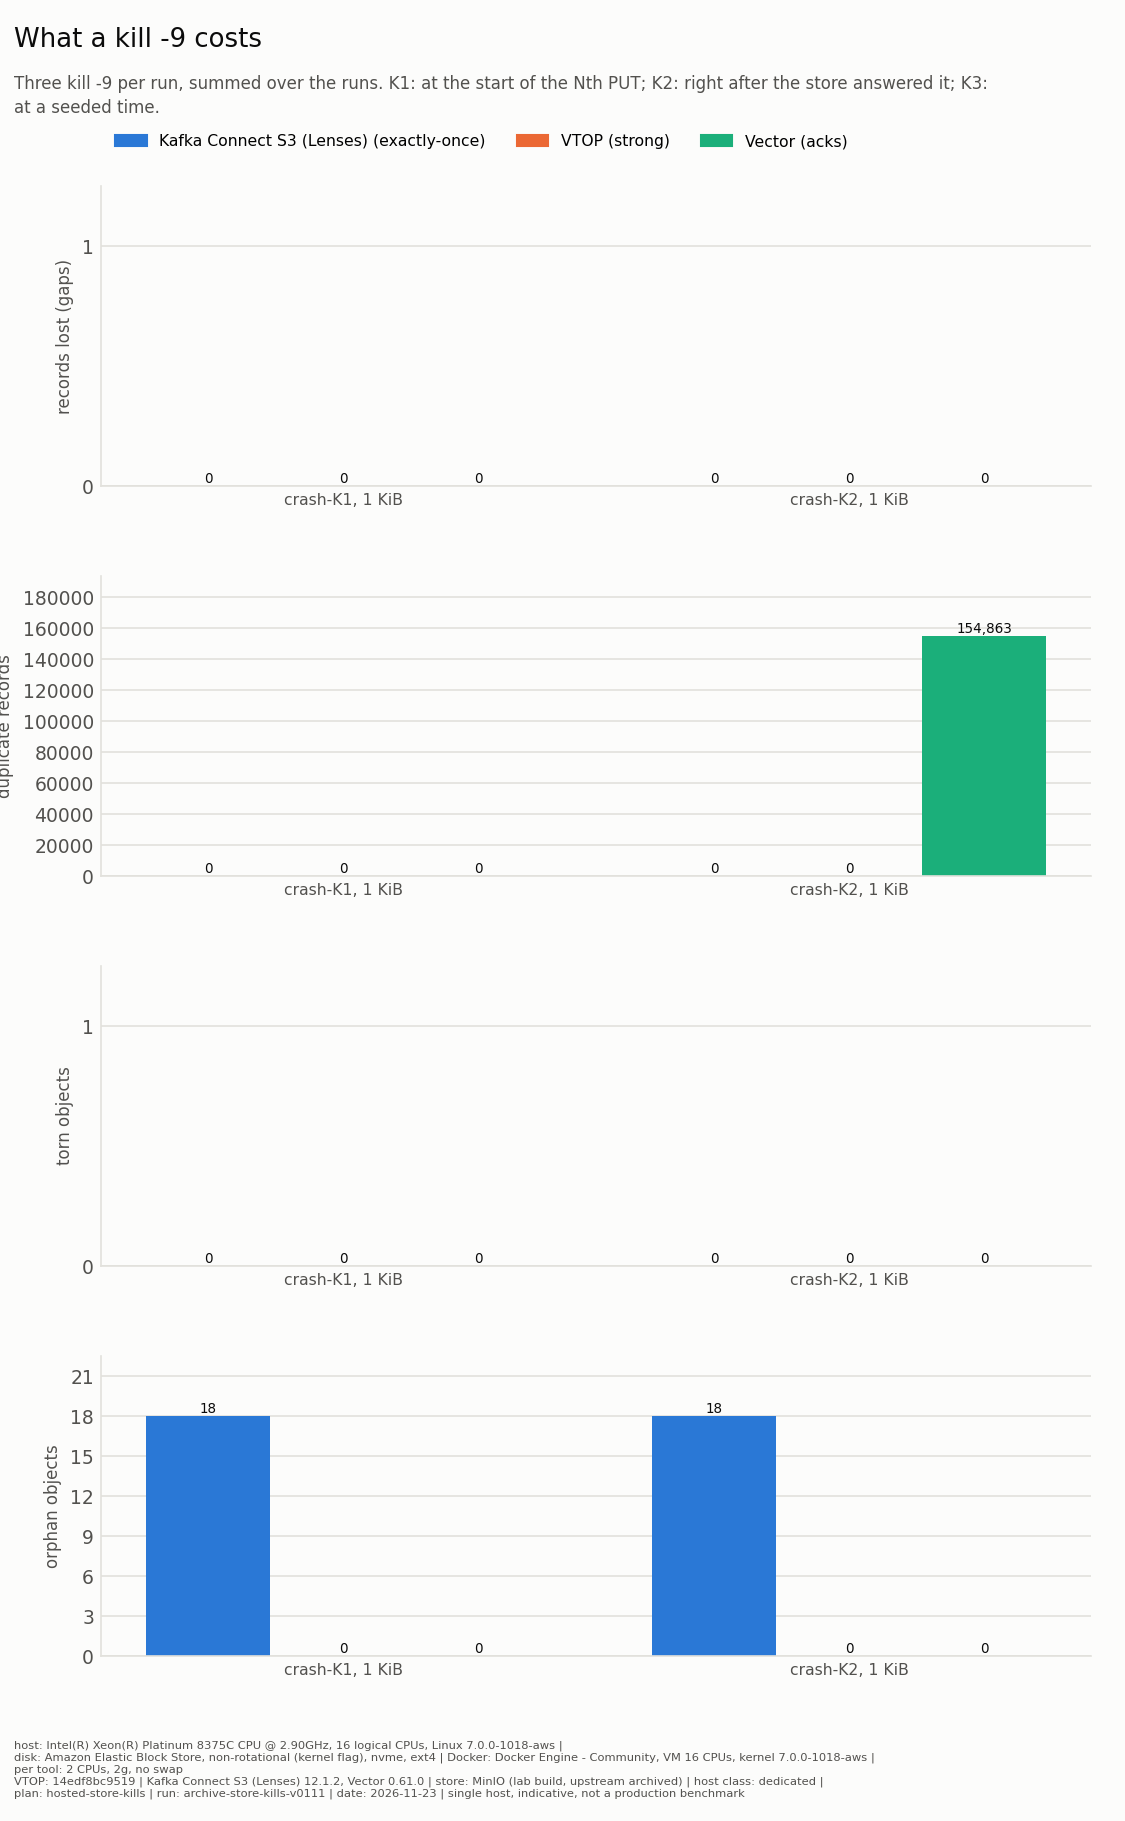 What a kill -9 costs
Three kill -9 per run, summed over the runs. K1: at the start of the Nth PUT; K2: right after the store answered it; K3:
at a seeded time.
Kafka Connect S3 (Lenses) (exactly-once)
VTOP (strong)
Vector (acks)
records lost (gaps)
1
0
0 0 0 0 0 0
crash-K1, 1 KiB
crash-K2, 1 KiB
duplicate records
180000
160000
140000
120000
100000
80000
60000
40000
20000
0
0 0 0 0 0 154,863
crash-K1, 1 KiB
crash-K2, 1 KiB
torn objects
1
0
0 0 0 0 0 0
crash-K1, 1 KiB
crash-K2, 1 KiB
orphan objects
21
18
15
12
9
6
3
0
18 0 0 18 0 0
crash-K1, 1 KiB
crash-K2, 1 KiB
host: Intel(R) Xeon(R) Platinum 8375C CPU @ 2.90GHz, 16 logical CPUs, Linux 7.0.0-1018-aws |
disk: Amazon Elastic Block Store, non-rotational (kernel flag), nvme, ext4 | Docker: Docker Engine - Community, VM 16 CPUs, kernel 7.0.0-1018-aws |
per tool: 2 CPUs, 2g, no swap
VTOP: 14edf8bc9519 | Kafka Connect S3 (Lenses) 12.1.2, Vector 0.61.0 | store: MinIO (lab build, upstream archived) | host class: dedicated |
plan: hosted-store-kills | run: archive-store-kills-v0111 | date: 2026-11-23 | single host, indicative, not a production benchmark